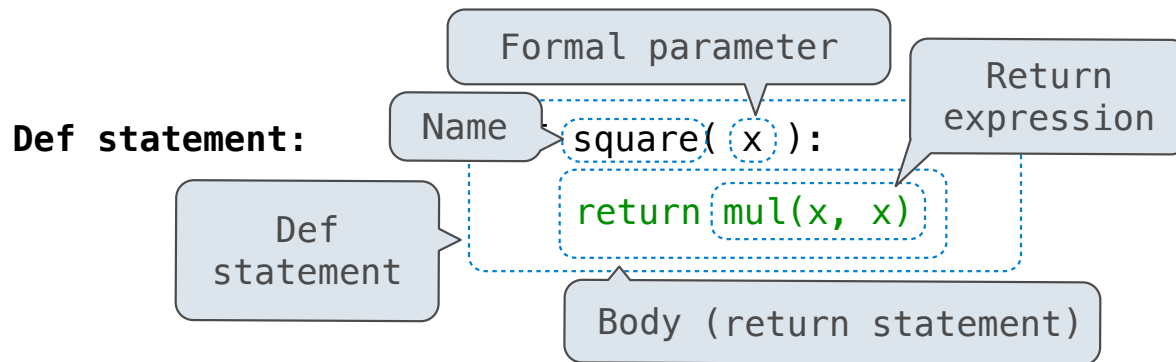 Formal parameter
Return
expression
Def statement:
Name
square( x ):
return mul(x, x)
Def
statement
Body (return statement)